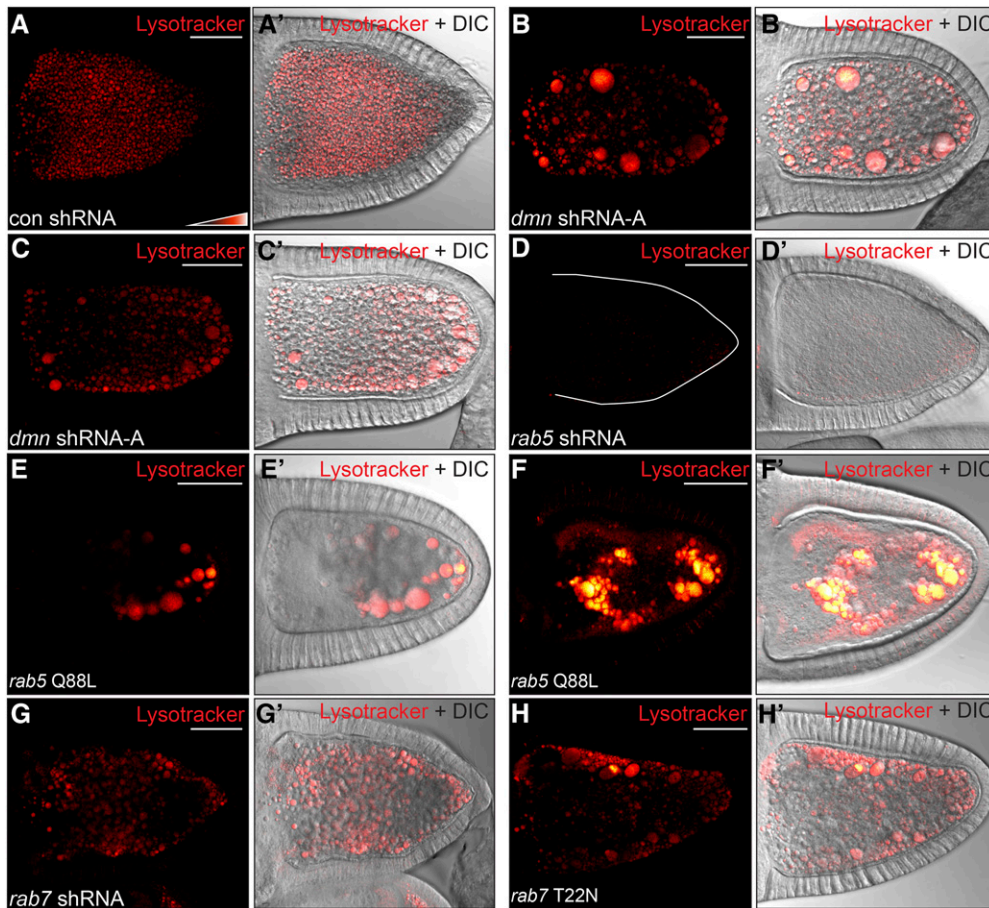 A Lysotracker
con shRNA
A’ Lysotracker + DIC
B Lysotracker
dmn shRNA-A
B’ Lysotracker + DIC
C Lysotracker
dmn shRNA-A
C’ Lysotracker + DIC
D Lysotracker
rab5 shRNA
D’ Lysotracker + DIC
E Lysotracker
rab5 Q88L
E’ Lysotracker + DIC
F Lysotracker
rab5 Q88L
F’ Lysotracker + DIC
G Lysotracker
rab7 shRNA
G’ Lysotracker + DIC
H Lysotracker
rab7 T22N
H’ Lysotracker + DIC